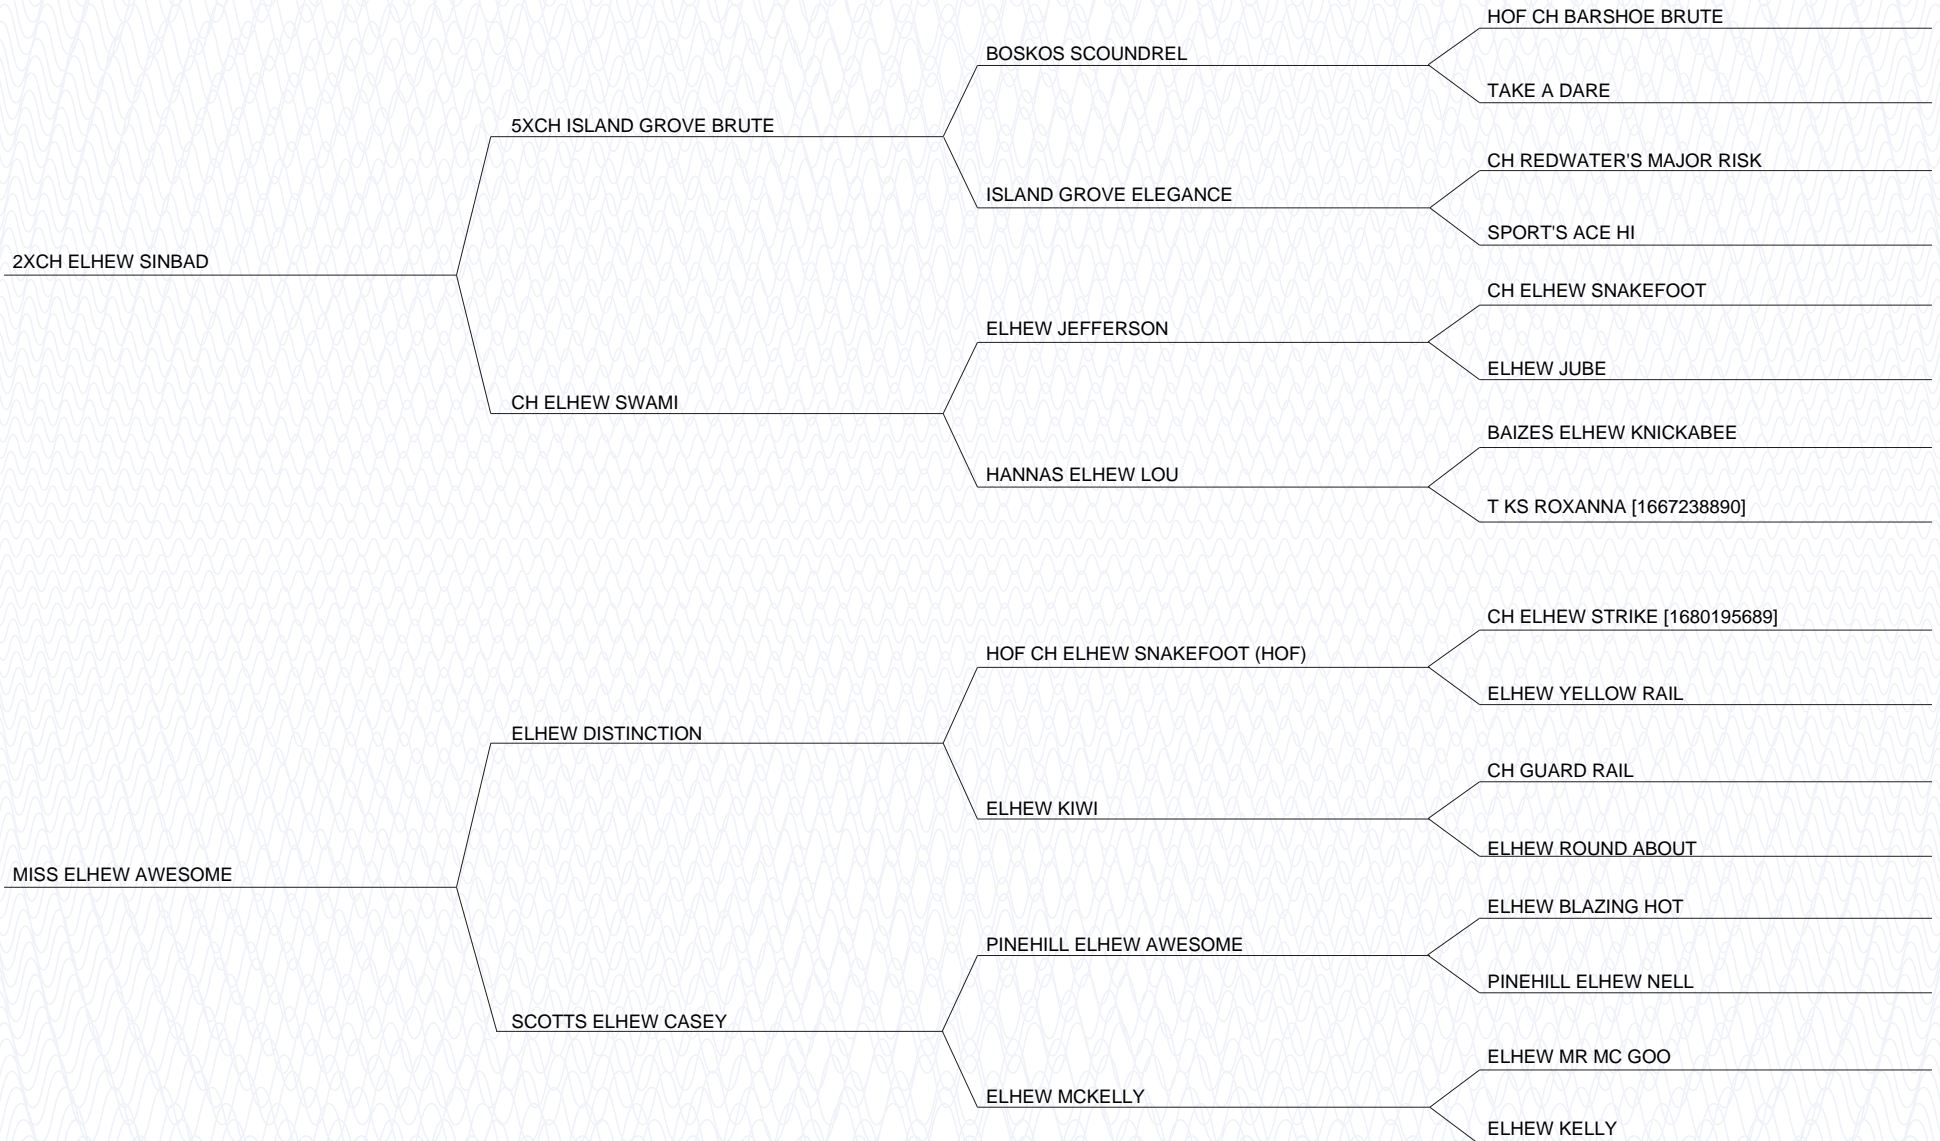 HOF CH BARSHOE BRUTE
BOSKOS SCOUNDREL
TAKE A DARE
5XCH ISLAND GROVE BRUTE
CH REDWATER'S MAJOR RISK
ISLAND GROVE ELEGANCE
SPORT'S ACE HI
2XCH ELHEW SINBAD
CH ELHEW SNAKEFOOT
ELHEW JEFFERSON
ELHEW JUBE
CH ELHEW SWAMI
BAIZES ELHEW KNICKABEE
HANNAS ELHEW LOU
T KS ROXANNA [1667238890]
CH ELHEW STRIKE [1680195689]
HOF CH ELHEW SNAKEFOOT (HOF)
ELHEW YELLOW RAIL
ELHEW DISTINCTION
CH GUARD RAIL
ELHEW KIWI
ELHEW ROUND ABOUT
MISS ELHEW AWESOME
ELHEW BLAZING HOT
PINEHILL ELHEW AWESOME
PINEHILL ELHEW NELL
SCOTTS ELHEW CASEY
ELHEW MR MC GOO
ELHEW MCKELLY
ELHEW KELLY